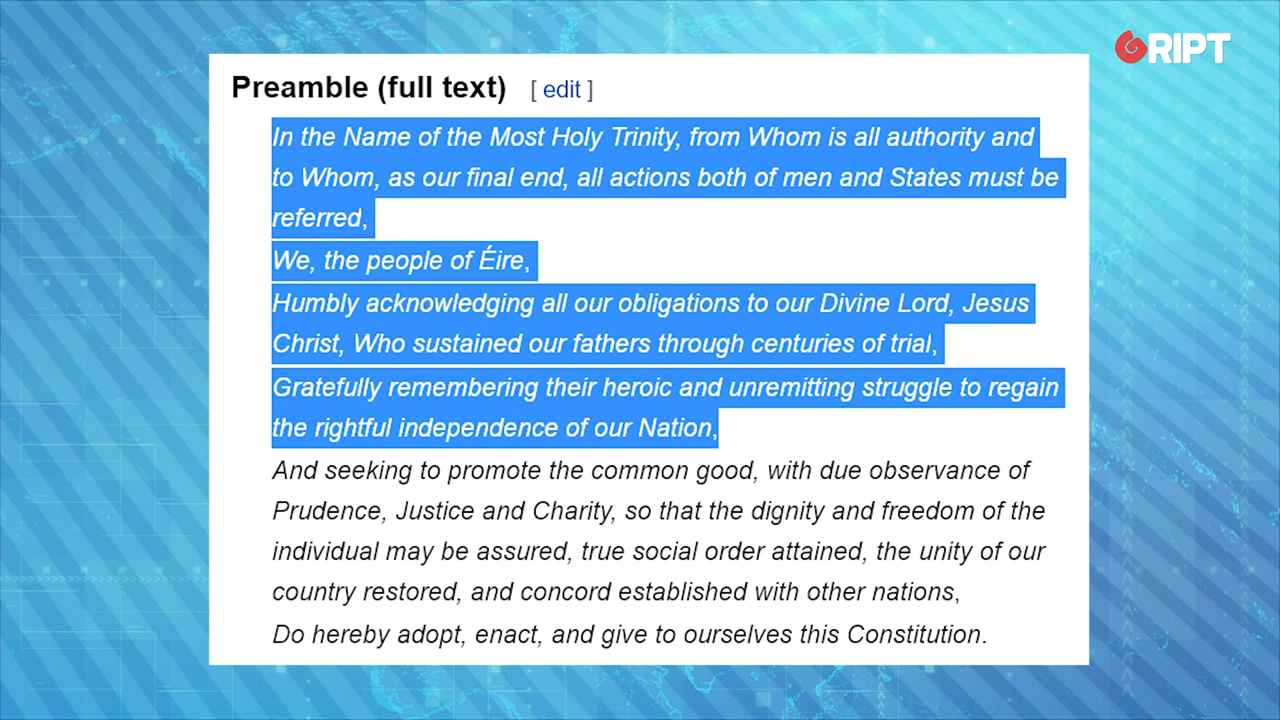 GRIPT
Preamble (full text) [ edit ]
In the Name of the Most Holy Trinity, from Whom is all authority and
to Whom, as our final end, all actions both of men and States must be
referred,
We, the people of Éire,
Humbly acknowledging all our obligations to our Divine Lord, Jesus
Christ, Who sustained our fathers through centuries of trial,
Gratefully remembering their heroic and unremitting struggle to regain
the rightful independence of our Nation,
And seeking to promote the common good, with due observance of
Prudence, Justice and Charity, so that the dignity and freedom of the
individual may be assured, true social order attained, the unity of our
country restored, and concord established with other nations,
Do hereby adopt, enact, and give to ourselves this Constitution.